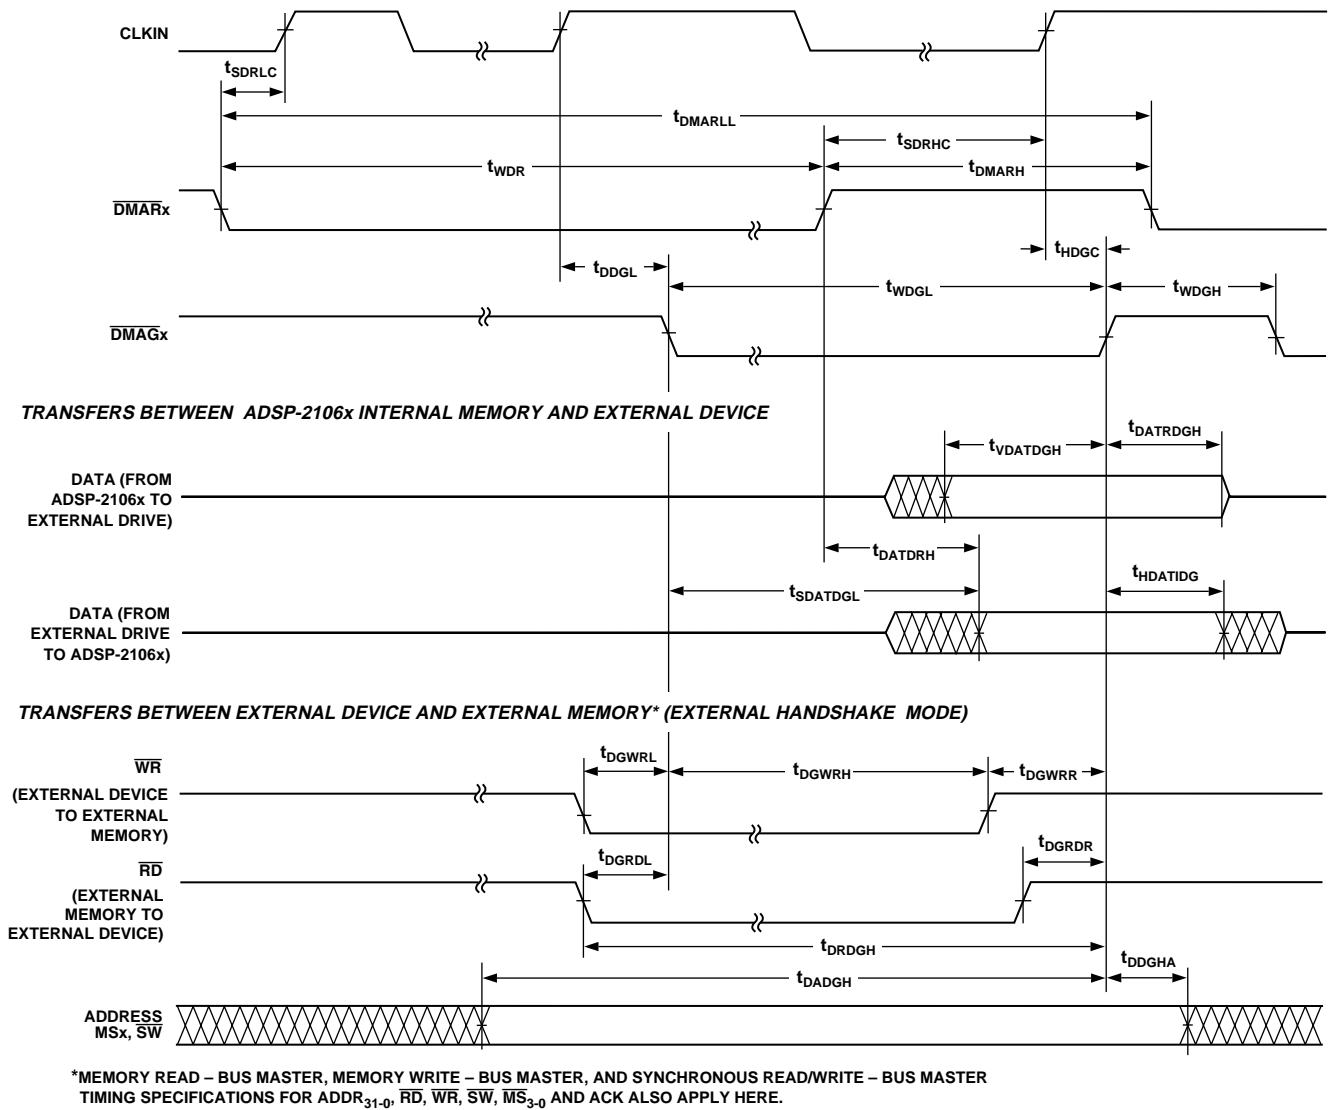 CLKIN
tSDRLC
tDMARLL
tSDRHC
tWDR
tDMARH
DMARx
tDDGL
tHDGC
tWDGL
tWDGH
DMAGx
TRANSFERS BETWEEN ADSP-2106x INTERNAL MEMORY AND EXTERNAL DEVICE
tVDATDGH
tDATRDGH
DATA (FROM
ADSP-2106x TO
EXTERNAL DRIVE)
tDATDRH
tSDATDGL
tHDATIDG
DATA (FROM
EXTERNAL DRIVE
TO ADSP-2106x)
TRANSFERS BETWEEN EXTERNAL DEVICE AND EXTERNAL MEMORY* (EXTERNAL HANDSHAKE MODE)
WR
tDGWRL
tDGWRH
tDGWRR
(EXTERNAL DEVICE
TO EXTERNAL
MEMORY)
RD
tDGRDL
tDGRDR
(EXTERNAL
MEMORY TO
EXTERNAL DEVICE)
tDRDGH
tDADGH
tDDGHA
ADDRESS
MSx, SW
*MEMORY READ – BUS MASTER, MEMORY WRITE – BUS MASTER, AND SYNCHRONOUS READ/WRITE – BUS MASTER
TIMING SPECIFICATIONS FOR ADDR31-0, RD, WR, SW, MS3-0 AND ACK ALSO APPLY HERE.